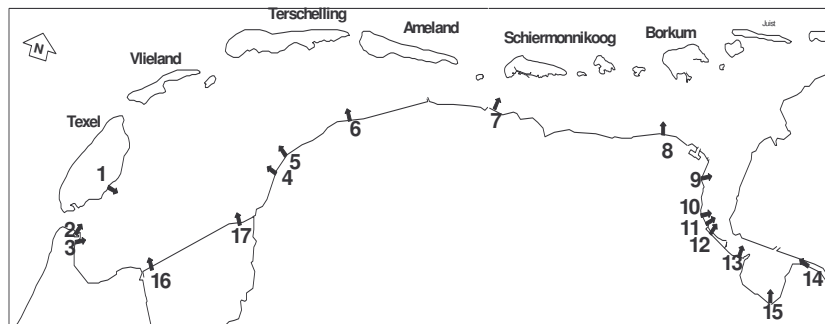 Terschelling
Juist
Ameland
Borkum
Schiermonnikoog
N
Vlieland
Texel
7
6
8
5
1
4
9
10
17
11
2
12
3
13
14
16
15